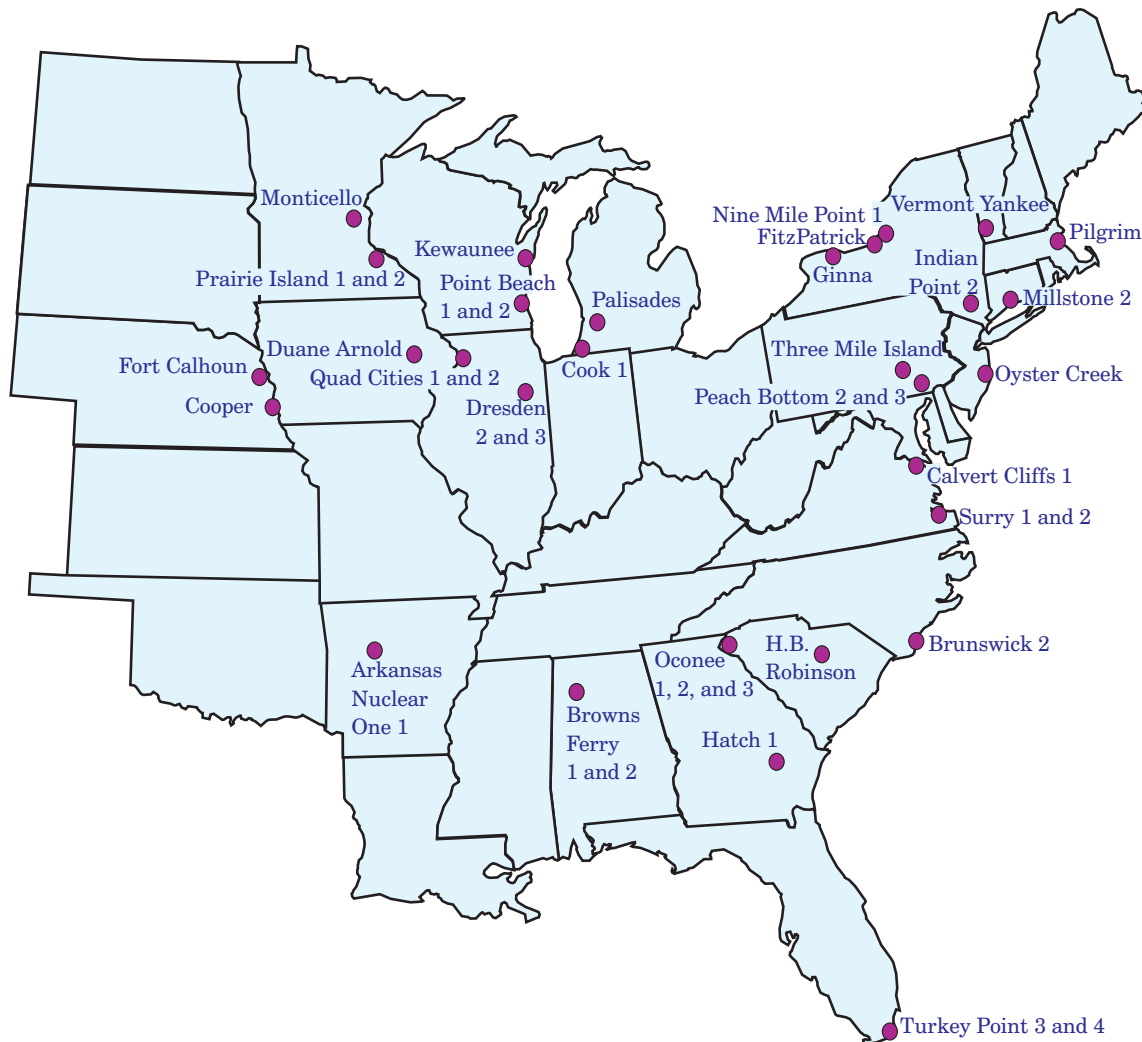 Monticello
Prairie Island 1 and 2
Kewaunee
Point Beach
1 and 2
Palisades
Nine Mile Point 1
FitzPatrick
Ginna
Vermont Yankee
Pilgrim
Indian
Point 2
Millstone 2
Fort Calhoun
Cooper
Duane Arnold
Quad Cities 1 and 2
Dresden
2 and 3
Cook 1
Three Mile Island
Peach Bottom 2 and 3
Oyster Creek
Calvert Cliffs 1
Surry 1 and 2
Arkansas
Nuclear
One 1
Browns
Ferry
1 and 2
Oconee
1, 2, and 3
H.B.
Robinson
Brunswick 2
Hatch 1
Turkey Point 3 and 4